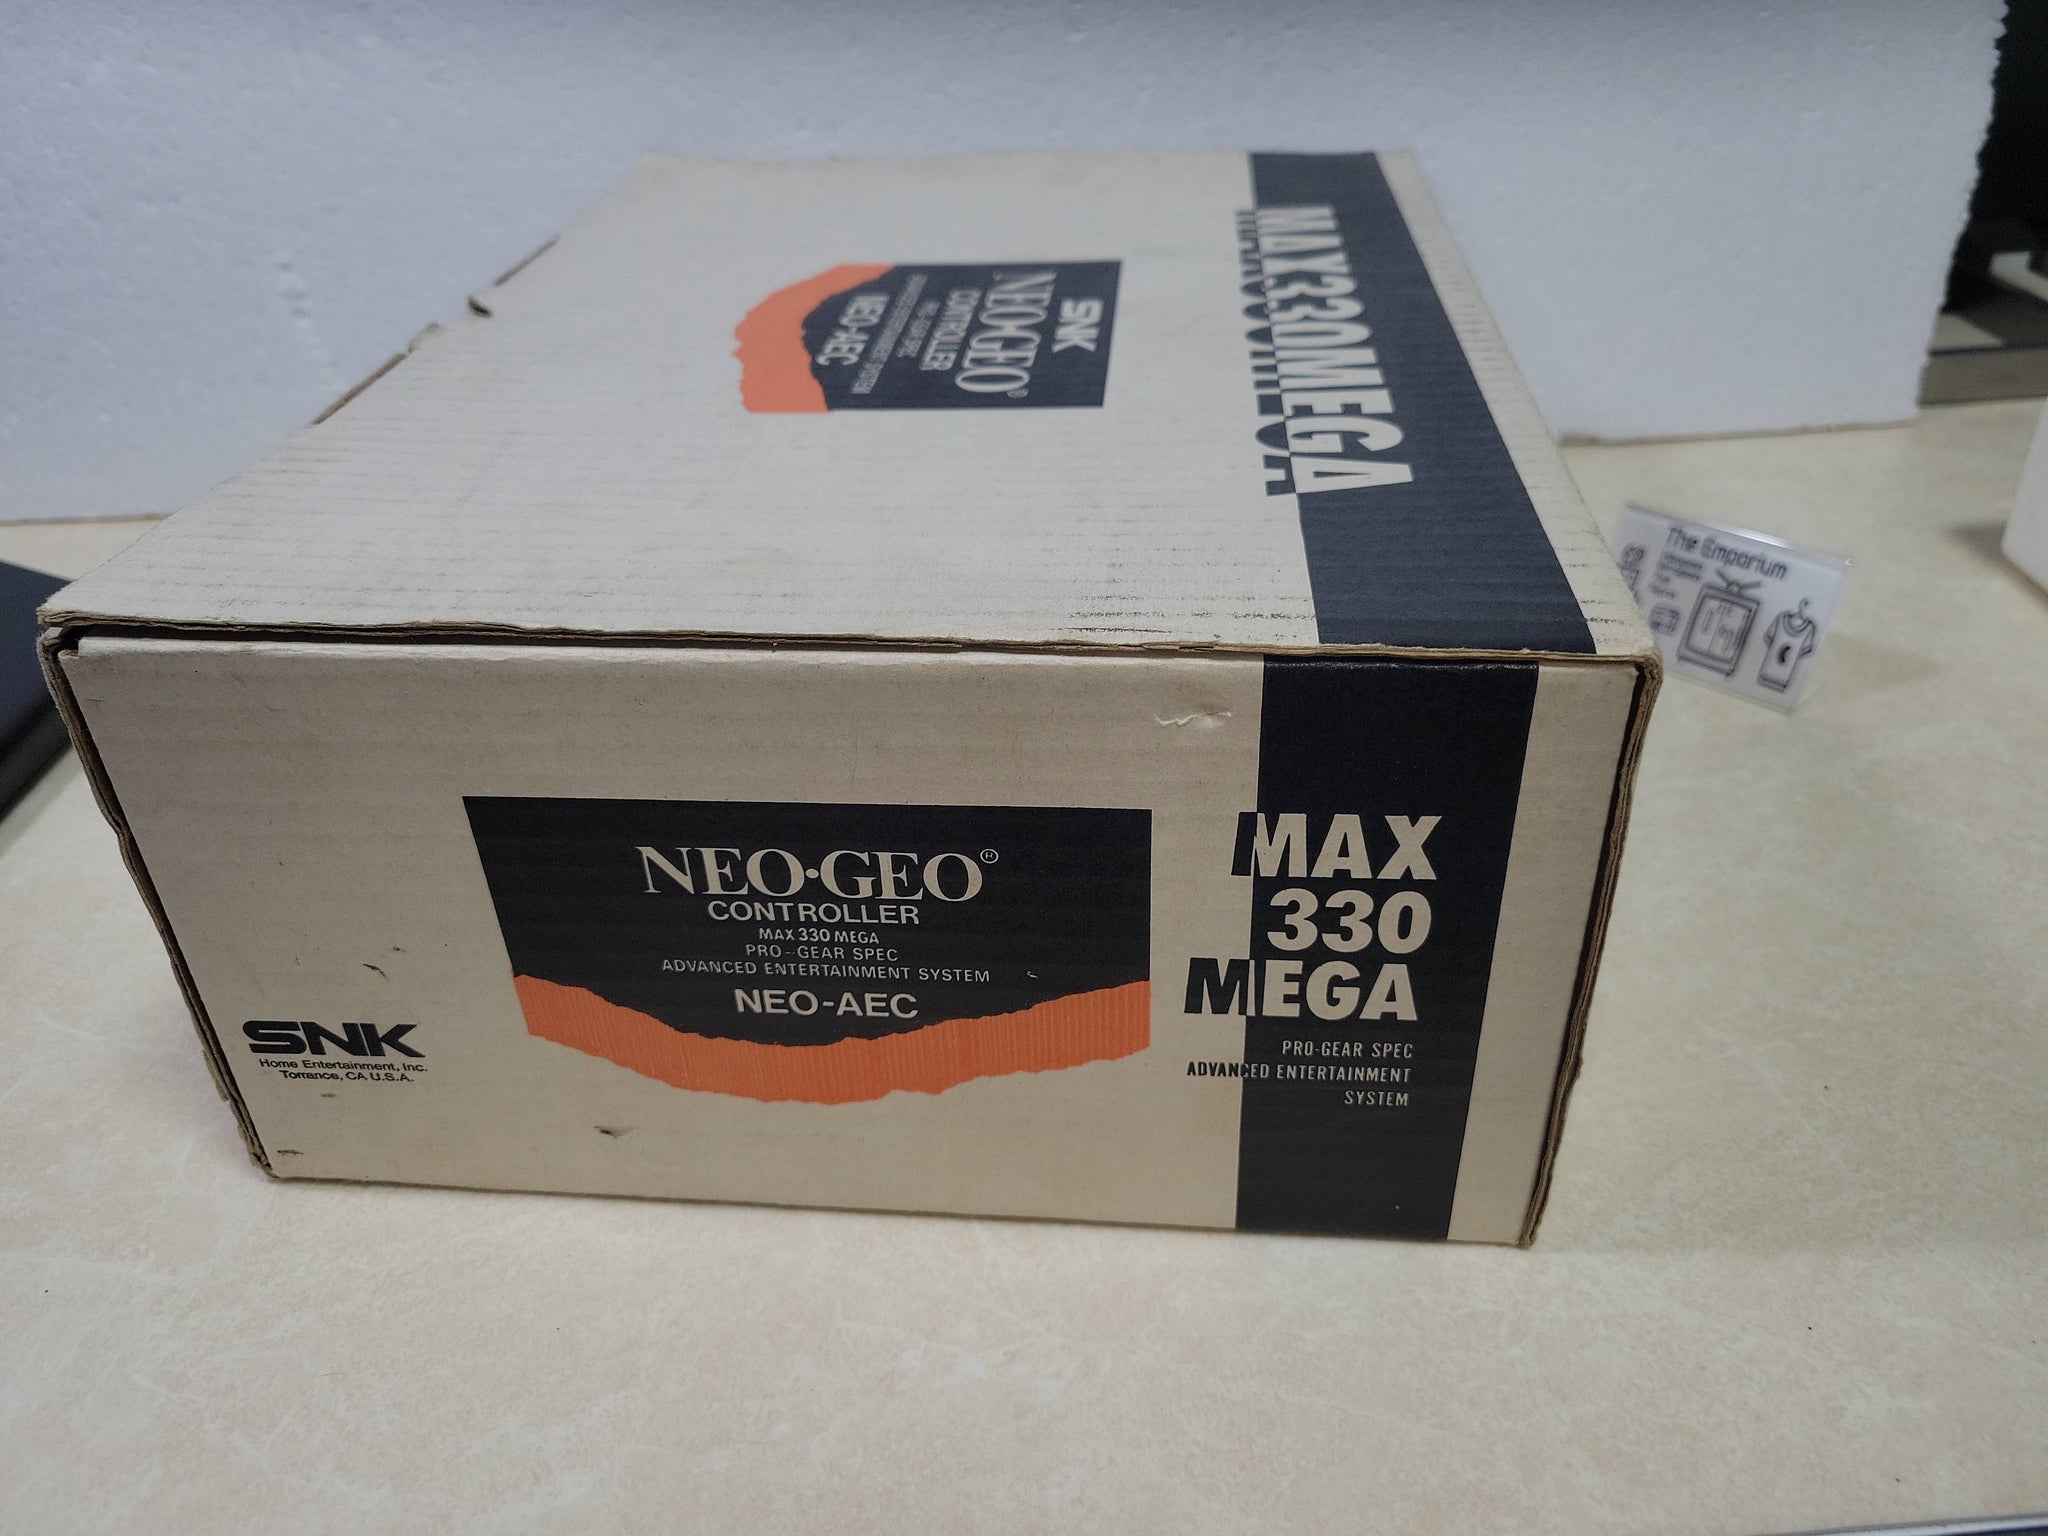 MAX330MEGA
SNK
NEO•GEO®
CONTROLLER
NEO-AEC
The Emporium
NEO•GEO®
CONTROLLER
MAX 330 MEGA
PRO-GEAR SPEC
ADVANCED ENTERTAINMENT SYSTEM
NEO-AEC
SNK
Home Entertainment, Inc.
Torrance, CA U.S.A.
MAX
330
MEGA
PRO-GEAR SPEC
ADVANCED ENTERTAINMENT
SYSTEM